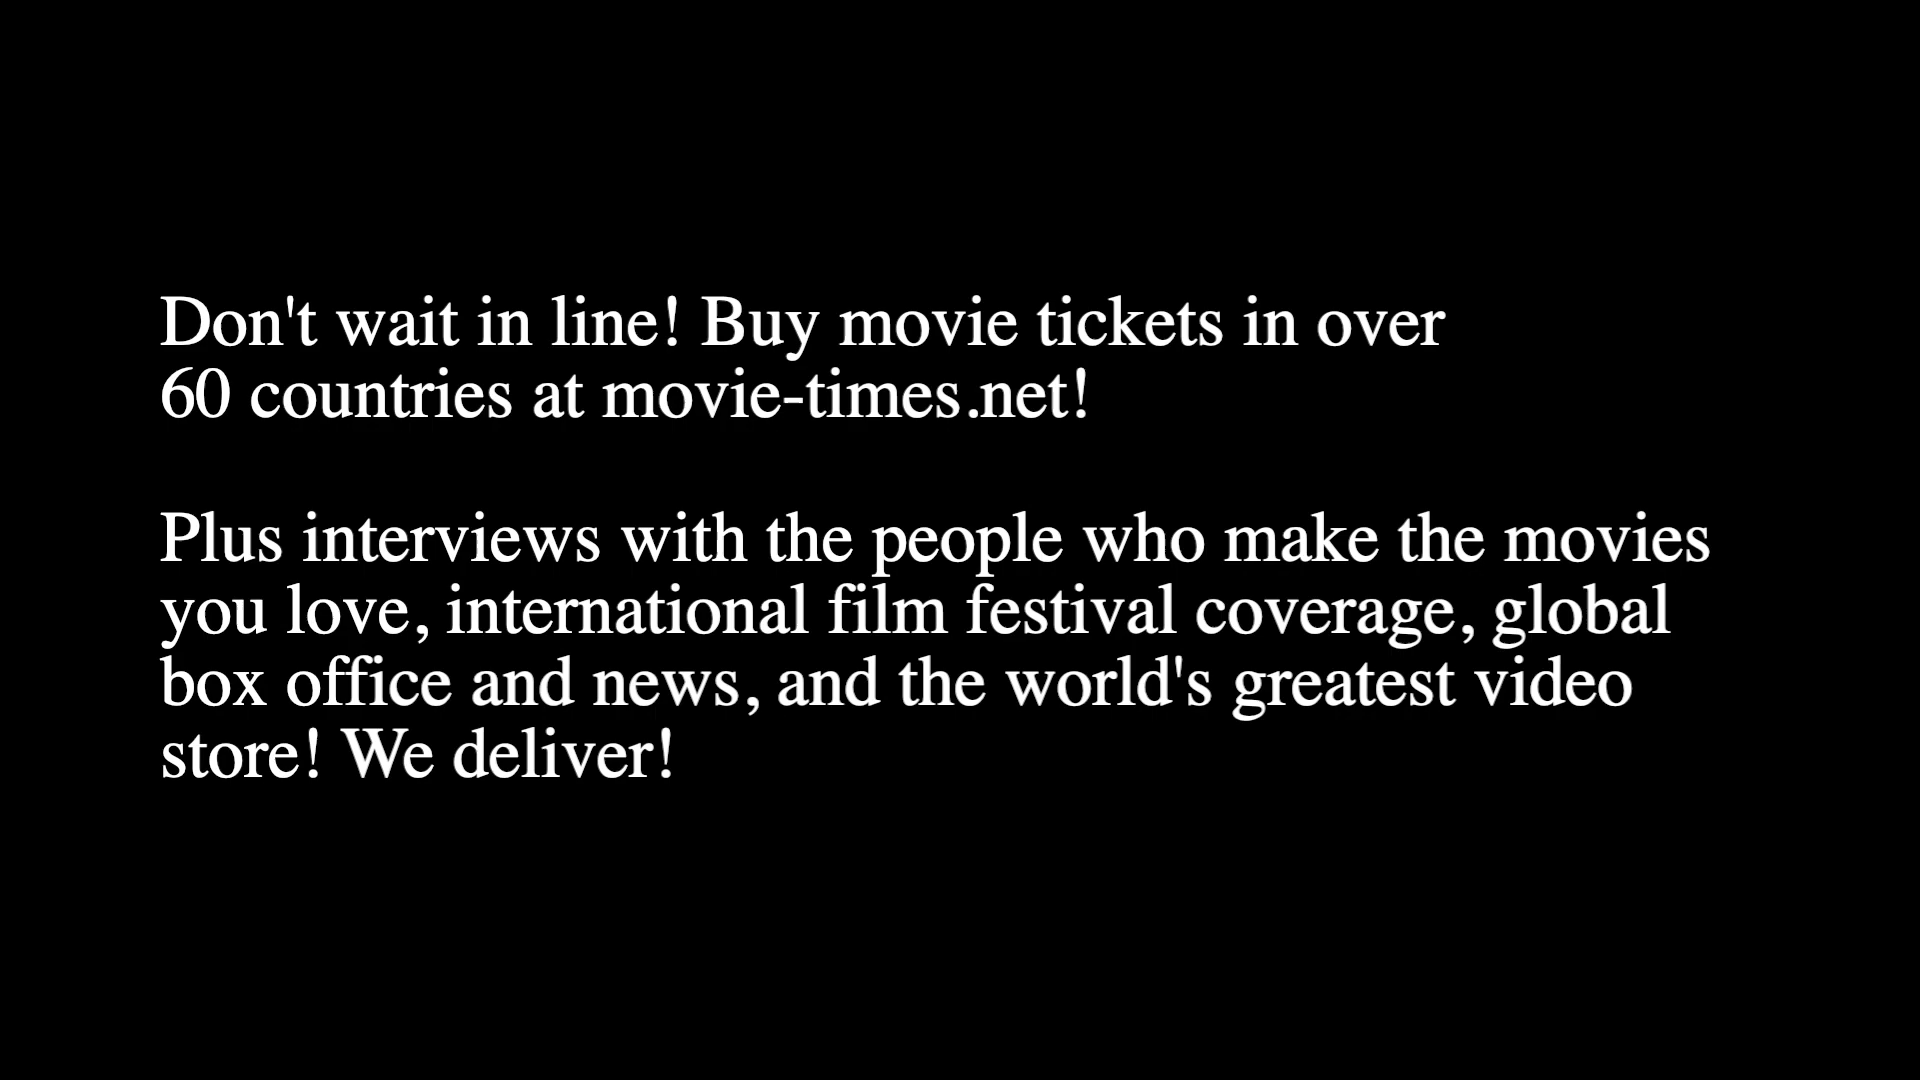 Don't wait in line! Buy movie tickets in over
60 countries at movie-times.net!
Plus interviews with the people who make the movies
you love, international film festival coverage, global
box office and news, and the world's greatest video
store! We deliver!